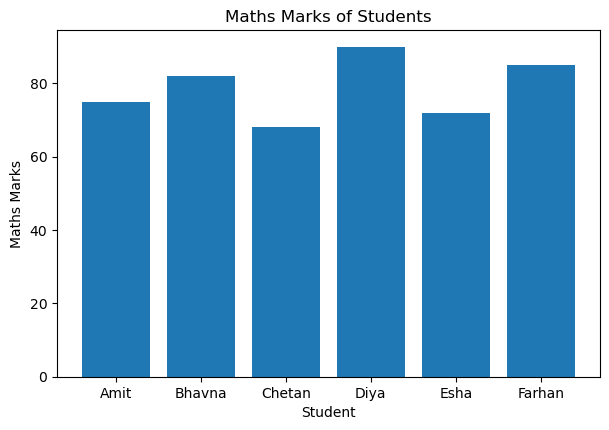 Maths Marks of Students
Maths Marks
80
60
40
20
0
Amit Bhavna Chetan Diya Esha Farhan
Student